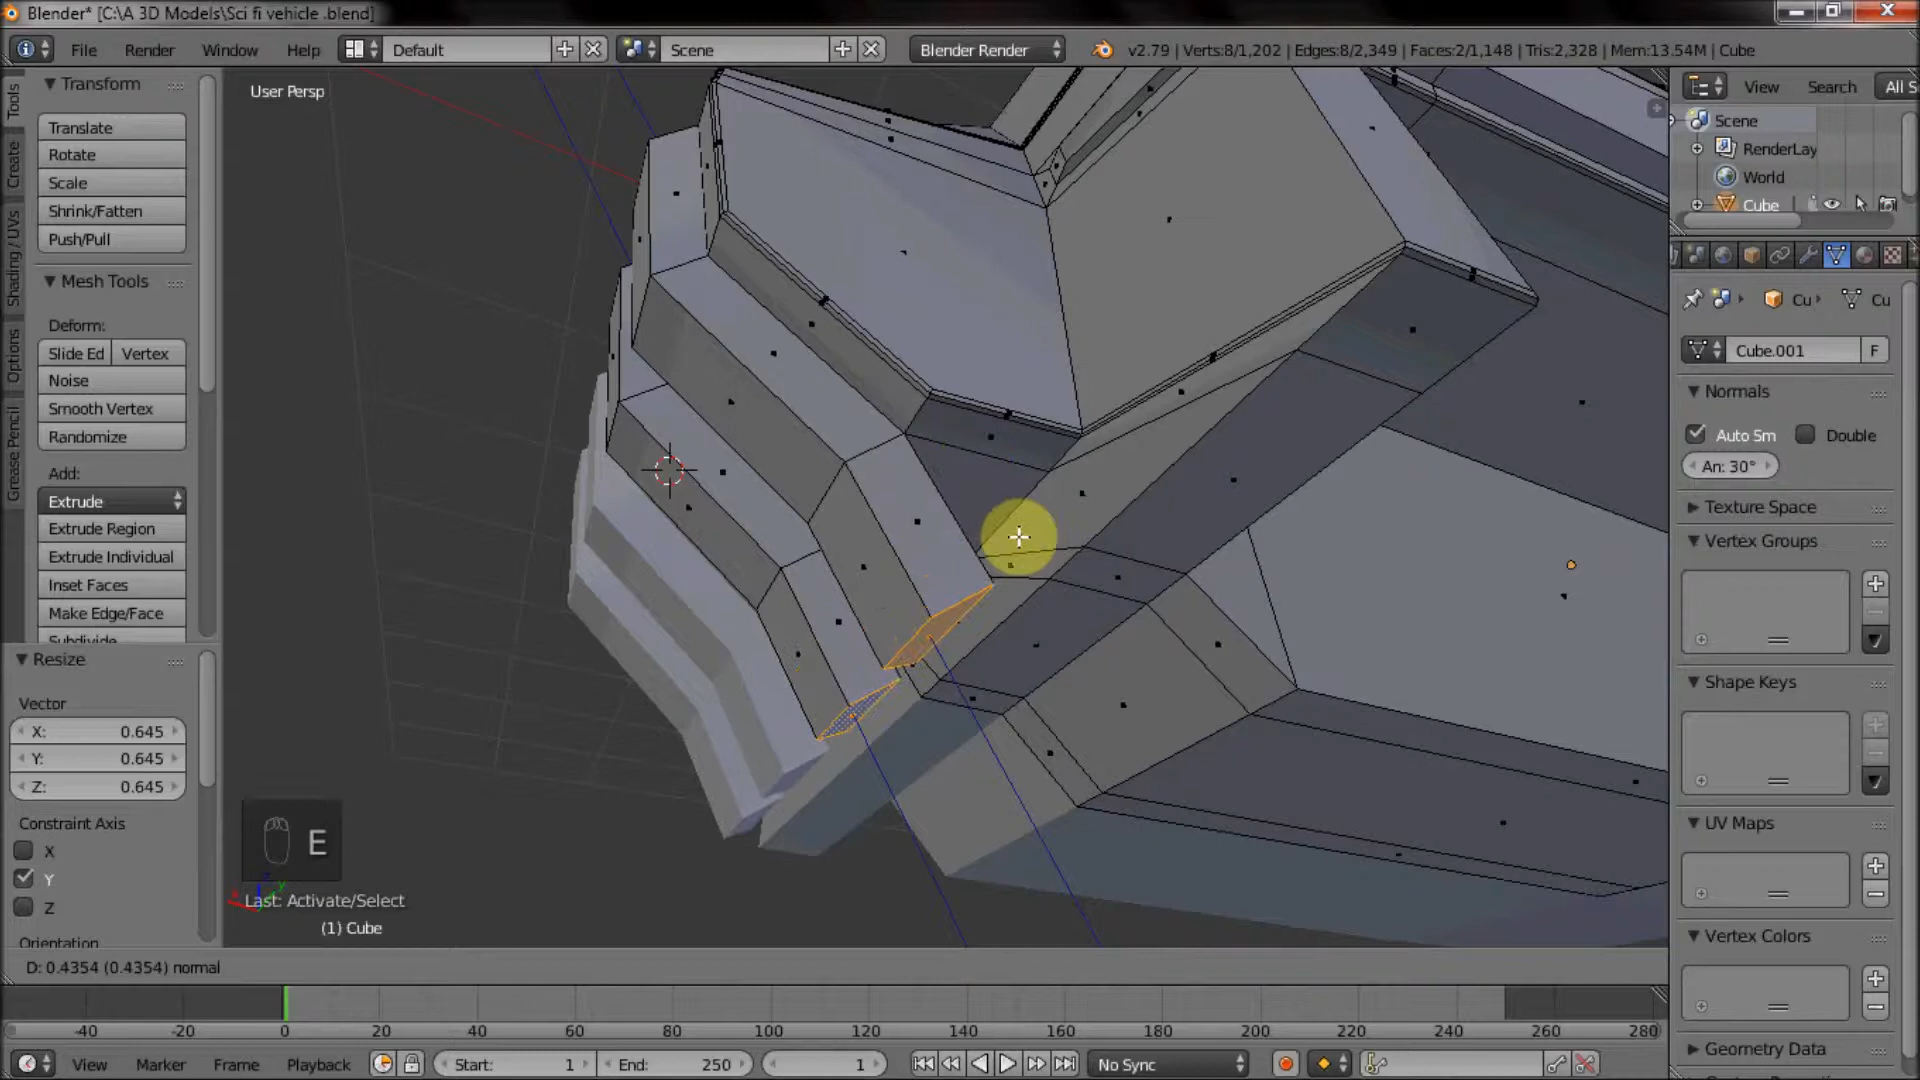 Blender* [C:\A 3D Models\Sci fi vehicle .blend]
File Render Window Help Default Scene Blender Render v2.79 | Verts:8/1,202 | Edges:8/2,349 | Faces:2/1,148 | Tris:2,328 | Mem:13.54M | Cube
Tools
Create
Shading / UVs
Options
Grease Pencil
Transform
Translate
Rotate
Scale
Shrink/Fatten
Push/Pull
Mesh Tools
Deform:
Slide Ed Vertex
Noise
Smooth Vertex
Randomize
Add:
Extrude
Extrude Region
Extrude Individual
Inset Faces
Make Edge/Face
Subdivide
Resize
Vector
X: 0.645
Y: 0.645
Z: 0.645
Constraint Axis
X
Y
Z
Orientation
User Persp
E
Last: Activate/Select
(1) Cube
D: 0.4354 (0.4354) normal
View Search All S
Scene
RenderLay
World
Cube
Cu Cu
Cube.001 F
Normals
Auto Sm Double
An: 30°
Texture Space
Vertex Groups
Shape Keys
UV Maps
Vertex Colors
Geometry Data
-40 -20 0 20 40 60 80 100 120 140 160 180 200 220 240 260 280
View Marker Frame Playback Start: 1 End: 250 1 No Sync